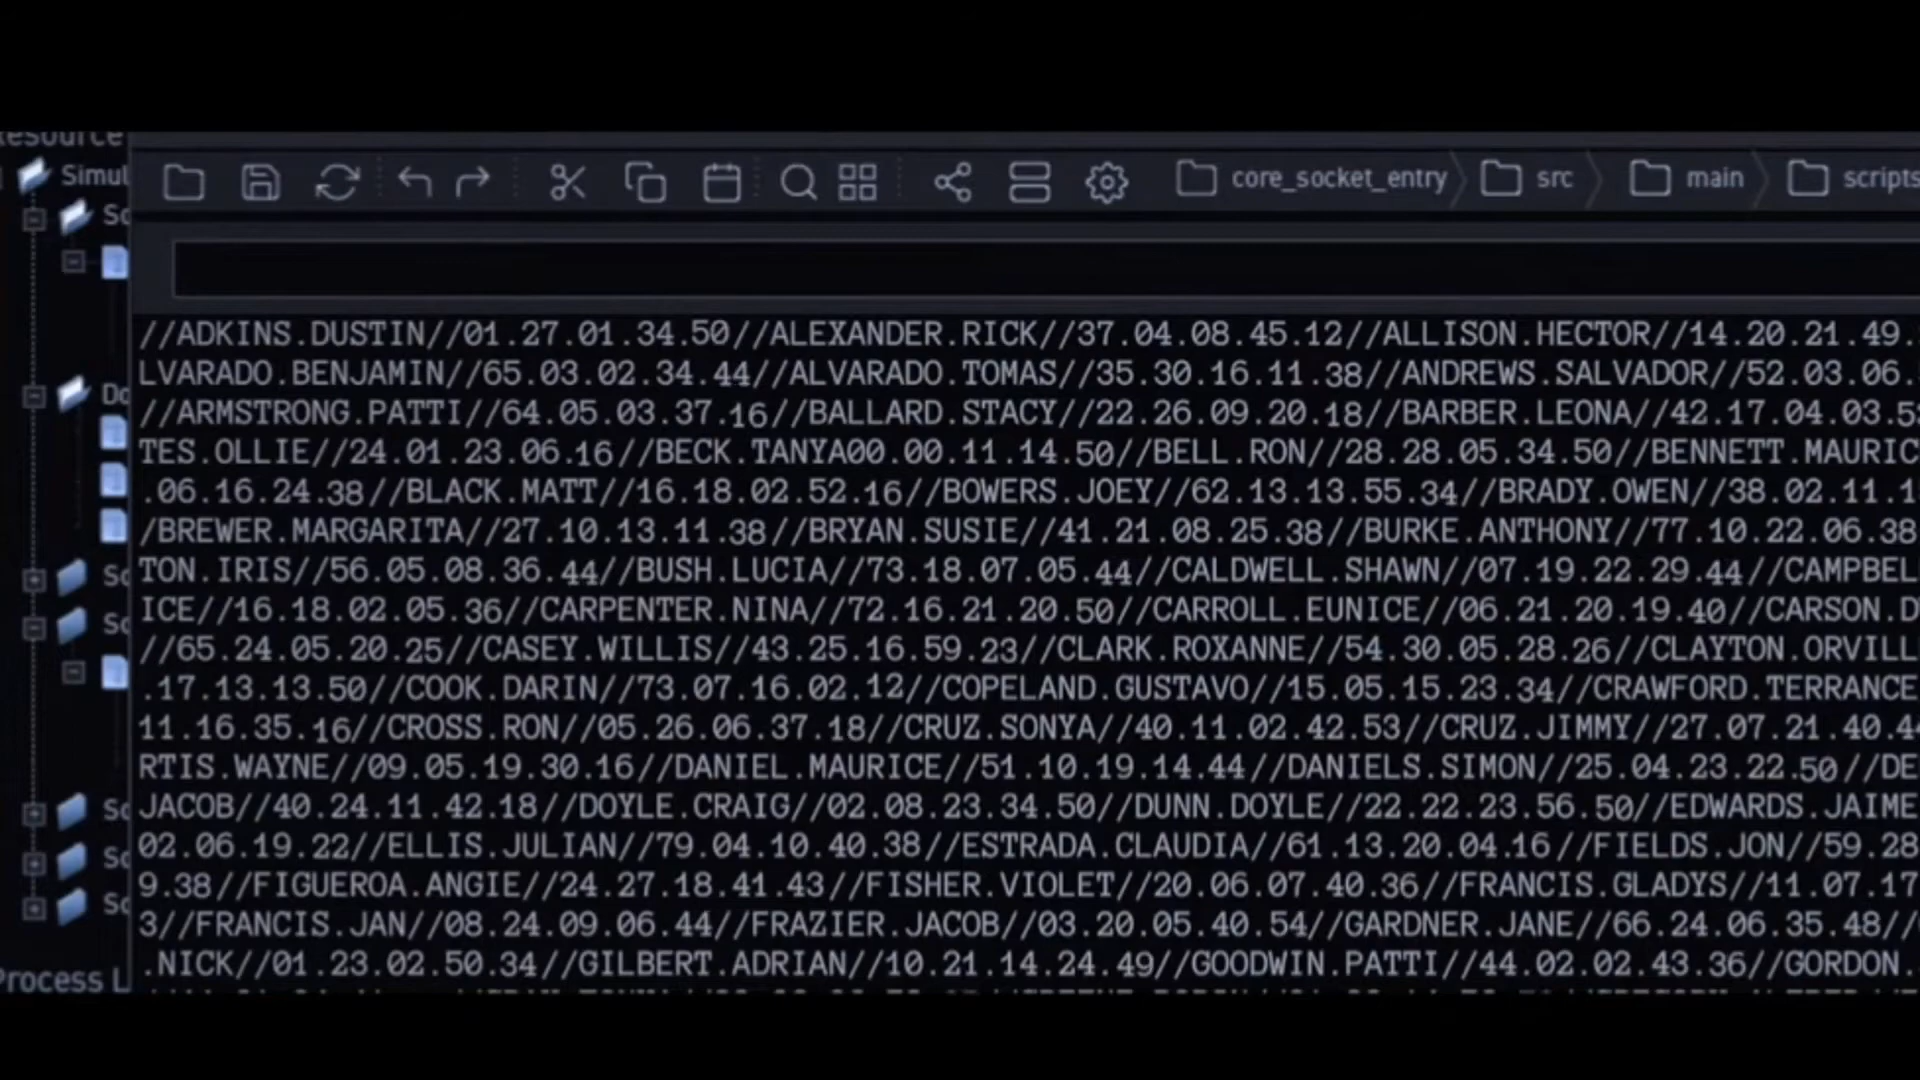 Resource
Simul
core_socket_entry
src
main
scripts
Sc
Do
Sc
Sc
Sc
Sc
Sc
Process L
//ADKINS.DUSTIN//01.27.01.34.50//ALEXANDER.RICK//37.04.08.45.12//ALLISON.HECTOR//14.20.21.49.
LVARADO.BENJAMIN//65.03.02.34.44//ALVARADO.TOMAS//35.30.16.11.38//ANDREWS.SALVADOR//52.03.06.
//ARMSTRONG.PATTI//64.05.03.37.16//BALLARD.STACY//22.26.09.20.18//BARBER.LEONA//42.17.04.03.5
TES.OLLIE//24.01.23.06.16//BECK.TANYA00.00.11.14.50//BELL.RON//28.28.05.34.50//BENNETT.MAURIC
.06.16.24.38//BLACK.MATT//16.18.02.52.16//BOWERS.JOEY//62.13.13.55.34//BRADY.OWEN//38.02.11.1
/BREWER.MARGARITA//27.10.13.11.38//BRYAN.SUSIE//41.21.08.25.38//BURKE.ANTHONY//77.10.22.06.38
TON.IRIS//56.05.08.36.44//BUSH.LUCIA//73.18.07.05.44//CALDWELL.SHAWN//07.19.22.29.44//CAMPBEL
ICE//16.18.02.05.36//CARPENTER.NINA//72.16.21.20.50//CARROLL.EUNICE//06.21.20.19.40//CARSON.D
//65.24.05.20.25//CASEY.WILLIS//43.25.16.59.23//CLARK.ROXANNE//54.30.05.28.26//CLAYTON.ORVILL
.17.13.13.50//COOK.DARIN//73.07.16.02.12//COPELAND.GUSTAVO//15.05.15.23.34//CRAWFORD.TERRANCE
11.16.35.16//CROSS.RON//05.26.06.37.18//CRUZ.SONYA//40.11.02.42.53//CRUZ.JIMMY//27.07.21.40.4
RTIS.WAYNE//09.05.19.30.16//DANIEL.MAURICE//51.10.19.14.44//DANIELS.SIMON//25.04.23.22.50//DE
JACOB//40.24.11.42.18//DOYLE.CRAIG//02.08.23.34.50//DUNN.DOYLE//22.22.23.56.50//EDWARDS.JAIME
02.06.19.22//ELLIS.JULIAN//79.04.10.40.38//ESTRADA.CLAUDIA//61.13.20.04.16//FIELDS.JON//59.28
9.38//FIGUEROA.ANGIE//24.27.18.41.43//FISHER.VIOLET//20.06.07.40.36//FRANCIS.GLADYS//11.07.17
3//FRANCIS.JAN//08.24.09.06.44//FRAZIER.JACOB//03.20.05.40.54//GARDNER.JANE//66.24.06.35.48//
.NICK//01.23.02.50.34//GILBERT.ADRIAN//10.21.14.24.49//GOODWIN.PATTI//44.02.02.43.36//GORDON.